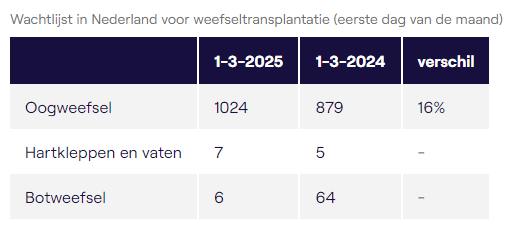 Wachtlijst in Nederland voor weefseltransplantatie (eerste dag van de maand)
1-3-2025 1-3-2024 verschil
Oogweefsel 1024 879 16%
Hartkleppen en vaten 7 5 -
Botweefsel 6 64 -